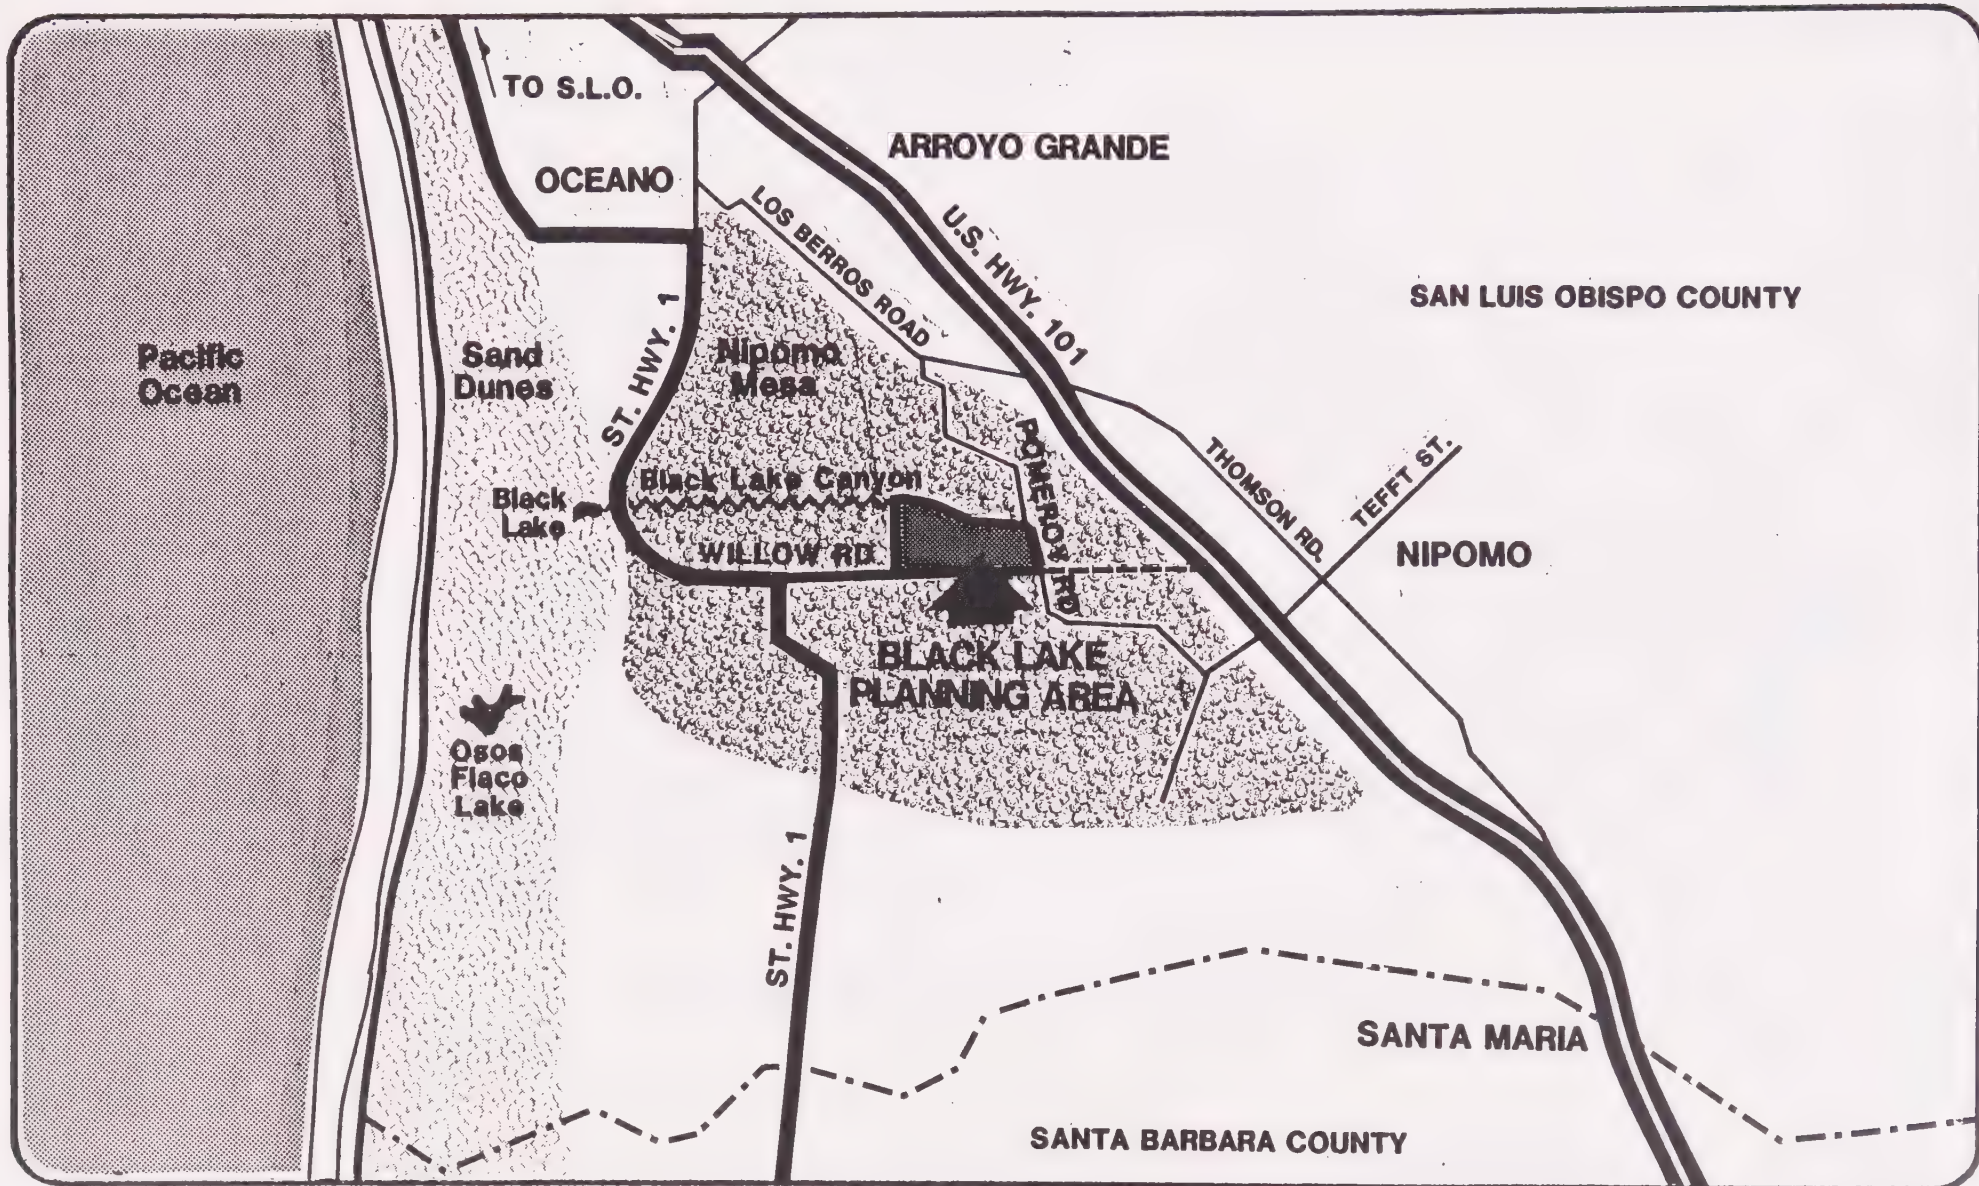 TO S.L.O.
ARROYO GRANDE
OCEANO
LOS BERROS ROAD
U.S. HWY. 101
SAN LUIS OBISPO COUNTY
ST. HWY. 1
Pacific
Ocean
Sand
Dunes
Nipomo
Mesa
POMEROY RD
THOMSON RD.
TEFFT ST.
Black Lake Canyon
Black
Lake
WILLOW RD.
NIPOMO
BLACK LAKE
PLANNING AREA
Osos
Flaco
Lake
ST. HWY. 1
SANTA MARIA
SANTA BARBARA COUNTY